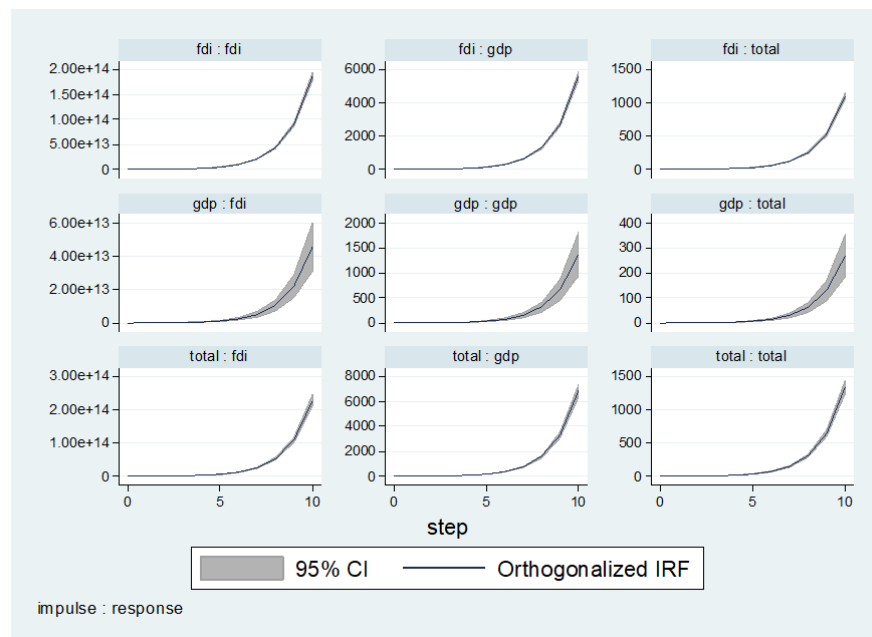 fdi : fdi
fdi : gdp
fdi : total
2.00e+14
1.50e+14
1.00e+14
5.00e+13
0
6000
4000
2000
0
1500
1000
500
0
gdp : fdi
gdp : gdp
gdp : total
6.00e+13
4.00e+13
2.00e+13
0
2000
1500
1000
500
0
400
300
200
100
0
total : fdi
total : gdp
total : total
3.00e+14
2.00e+14
1.00e+14
0
8000
6000
4000
2000
0
1500
1000
500
0
0 5 10
0 5 10
0 5 10
step
95% CI
Orthogonalized IRF
impulse : response